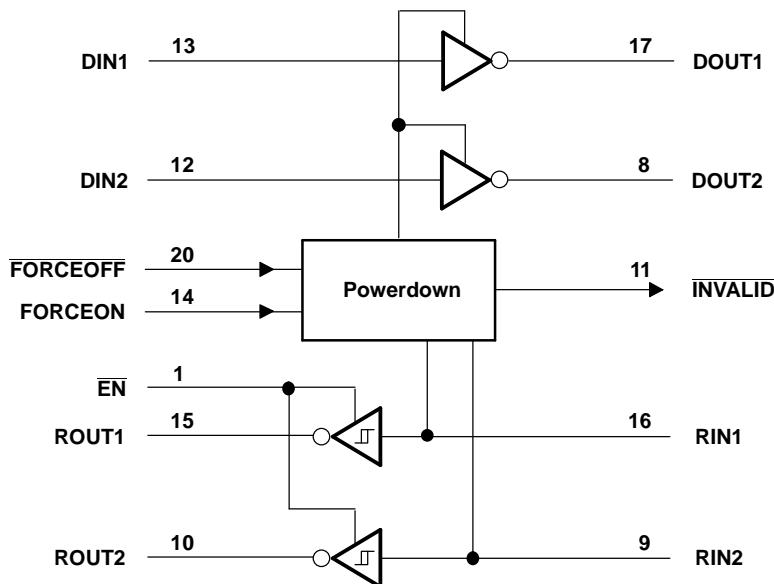 DIN1 13 17 DOUT1
DIN2 12 8 DOUT2
FORCEOFF 20
Powerdown
11 INVALID
FORCEON 14
EN 1
ROUT1 15 16 RIN1
ROUT2 10 9 RIN2